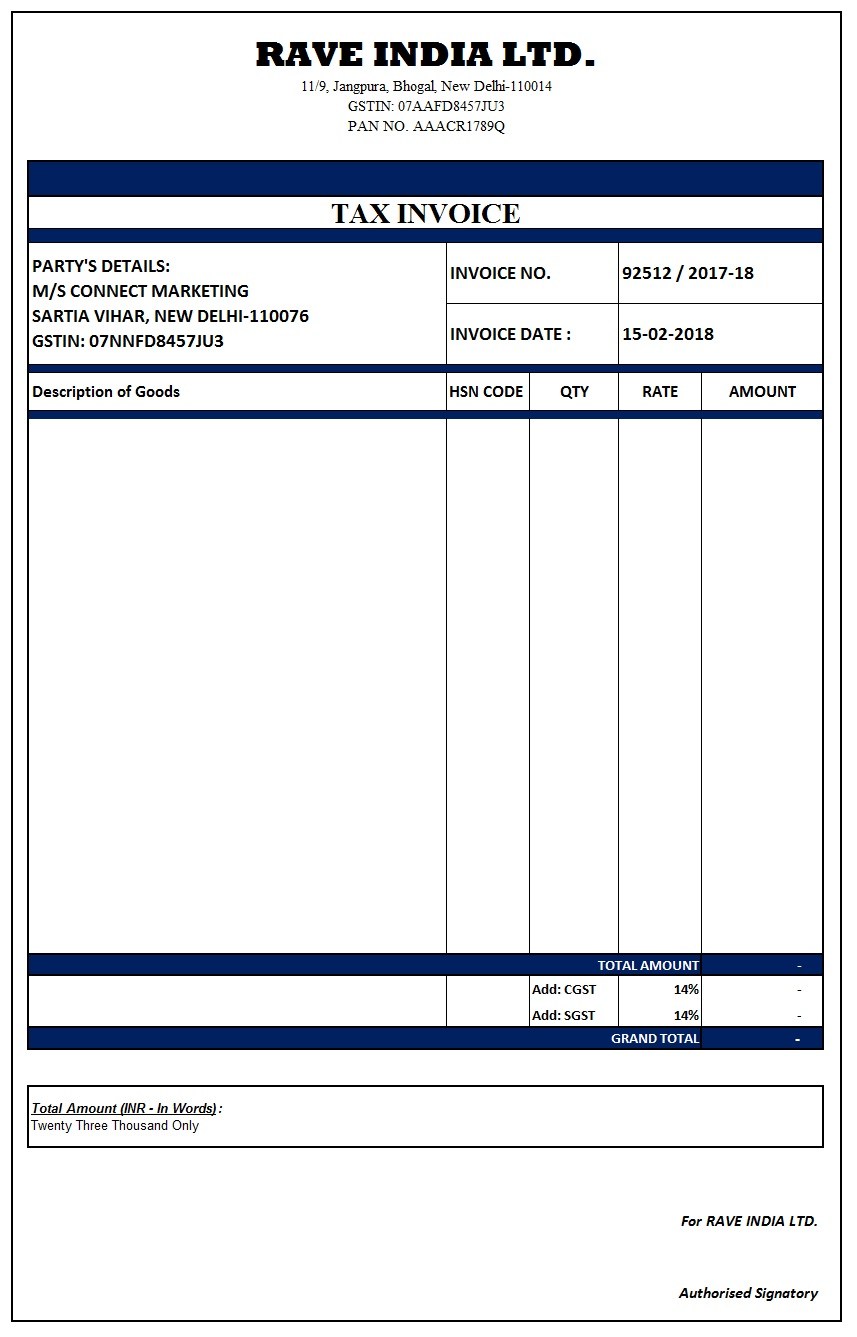 RAVE INDIA LTD.
11/9, Jangpura, Bhogal, New Delhi-110014
GSTIN: 07AAFD8457JU3
PAN NO. AAACR1789Q
TAX INVOICE
PARTY'S DETAILS:
M/S CONNECT MARKETING
SARTIA VIHAR, NEW DELHI-110076
GSTIN: 07NNFD8457JU3
INVOICE NO. 92512 / 2017-18
INVOICE DATE : 15-02-2018
Description of Goods HSN CODE QTY RATE AMOUNT
TOTAL AMOUNT -
Add: CGST 14% -
Add: SGST 14% -
GRAND TOTAL -
Total Amount (INR - In Words) :
Twenty Three Thousand Only
For RAVE INDIA LTD.
Authorised Signatory